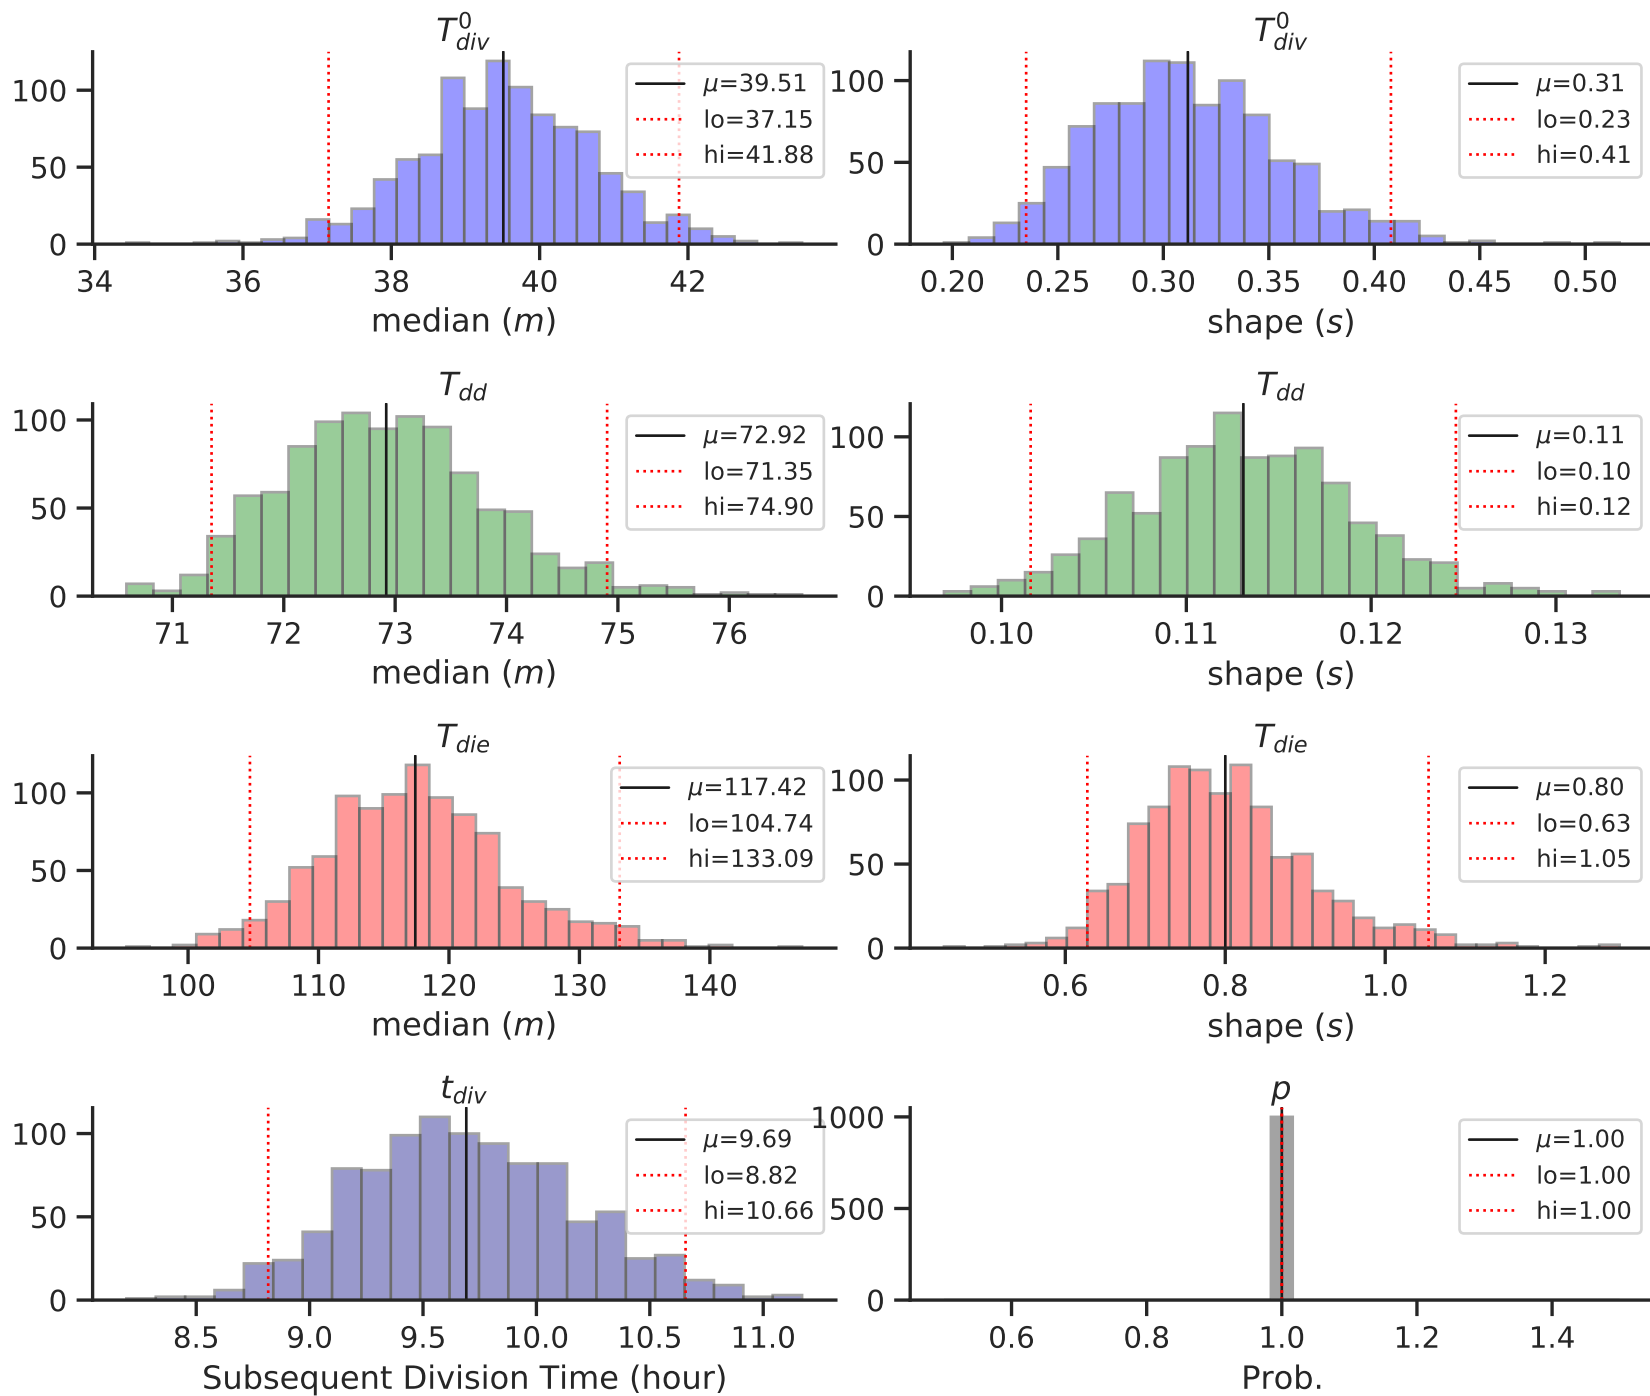 T⁰div
100
50
0
μ=39.51
lo=37.15
hi=41.88
34 36 38 40 42
median (m)
T⁰div
100
50
0
μ=0.31
lo=0.23
hi=0.41
0.20 0.25 0.30 0.35 0.40 0.45 0.50
shape (s)
Tdd
100
50
0
μ=72.92
lo=71.35
hi=74.90
71 72 73 74 75 76
median (m)
Tdd
100
50
0
μ=0.11
lo=0.10
hi=0.12
0.10 0.11 0.12 0.13
shape (s)
Tdie
100
50
0
μ=117.42
lo=104.74
hi=133.09
100 110 120 130 140
median (m)
Tdie
100
50
0
μ=0.80
lo=0.63
hi=1.05
0.6 0.8 1.0 1.2
shape (s)
tdiv
100
50
0
μ=9.69
lo=8.82
hi=10.66
8.5 9.0 9.5 10.0 10.5 11.0
Subsequent Division Time (hour)
p
1000
500
0
μ=1.00
lo=1.00
hi=1.00
0.6 0.8 1.0 1.2 1.4
Prob.